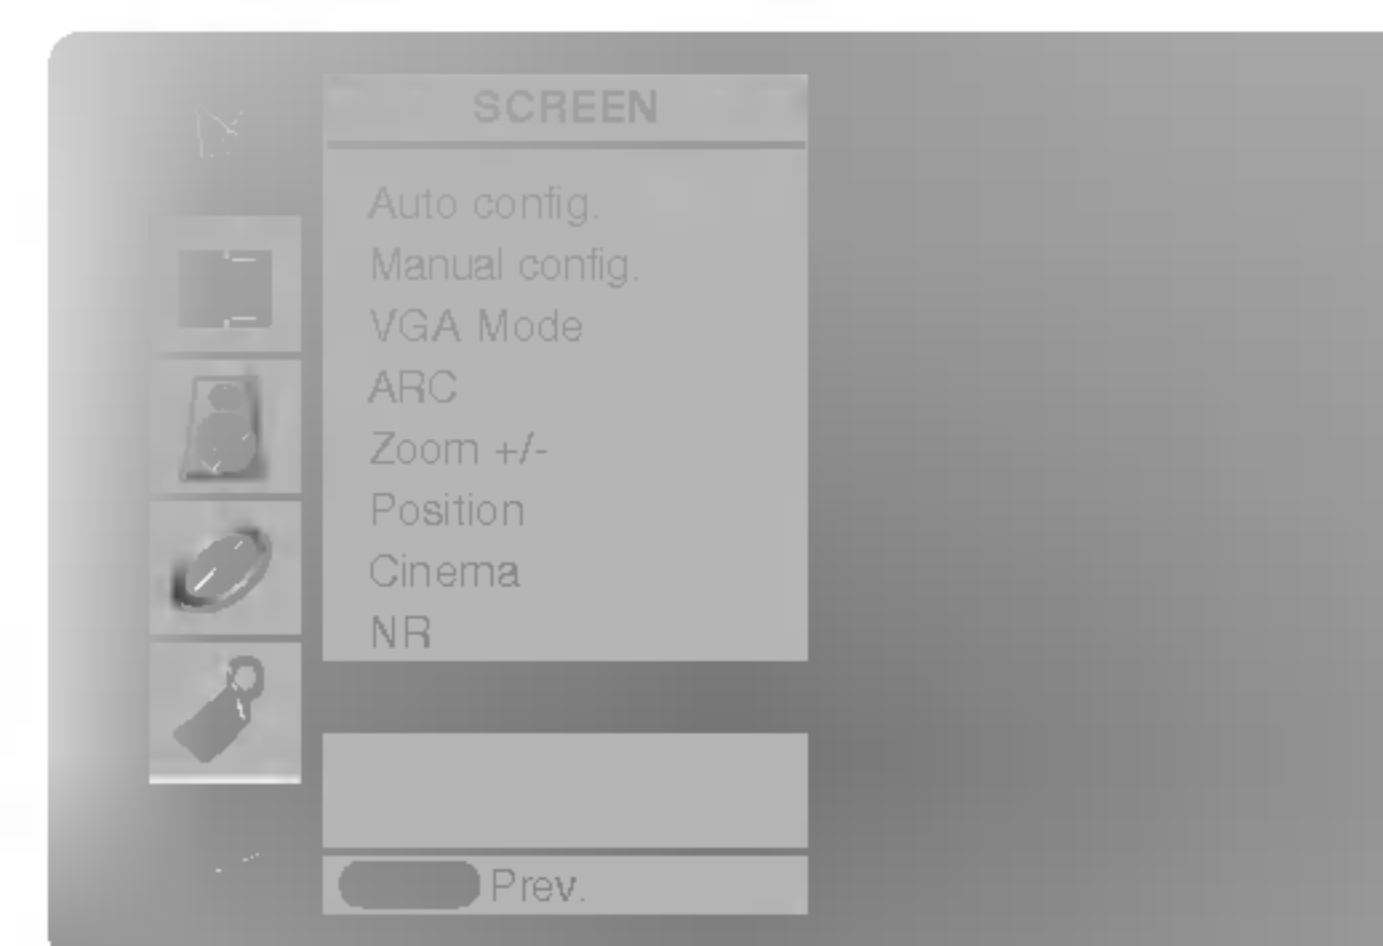 SCREEN
Auto config.
Manual config.
VGA Mode
ARC
Zoom +/-
Position
Cinema
NR
Prev.